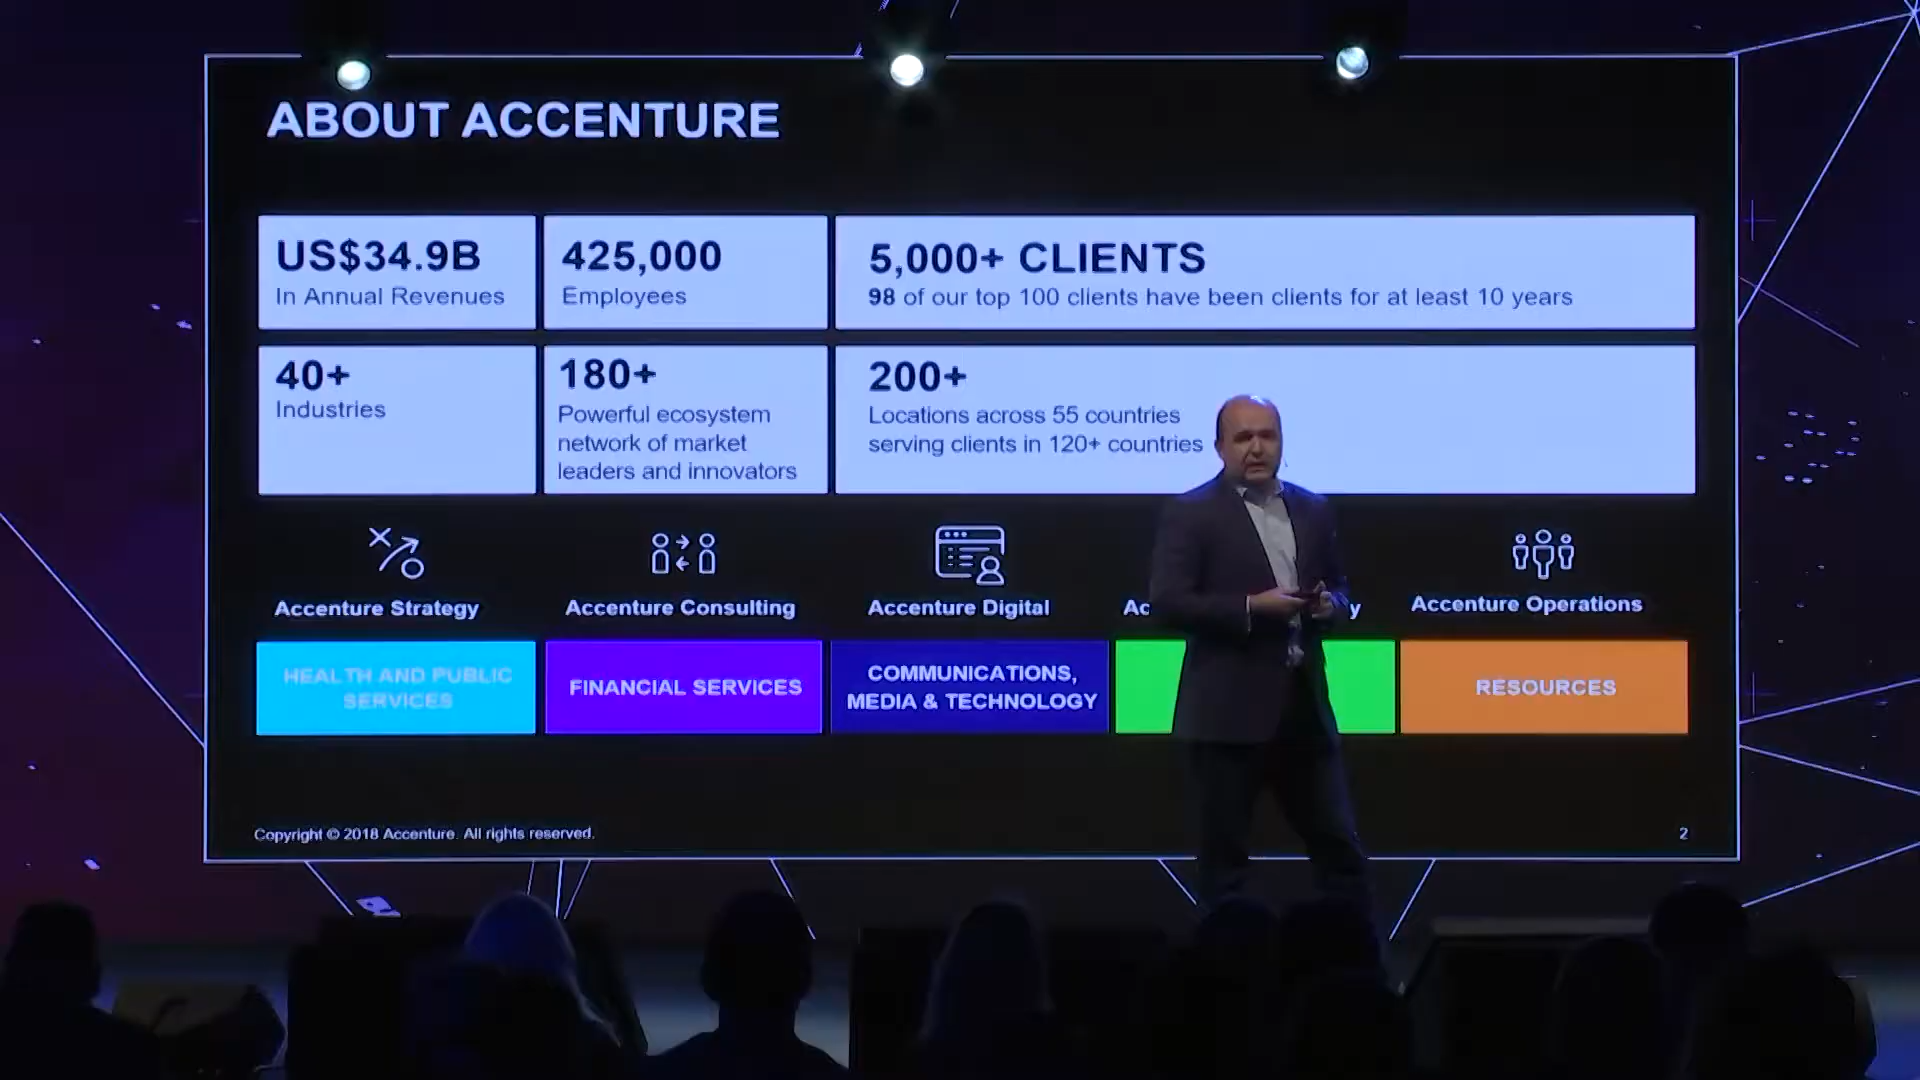 ABOUT ACCENTURE
US$34.9B
In Annual Revenues
425,000
Employees
5,000+ CLIENTS
98 of our top 100 clients have been clients for at least 10 years
40+
Industries
180+
Powerful ecosystem
network of market
leaders and innovators
200+
Locations across 55 countries
serving clients in 120+ countries
Accenture Strategy
Accenture Consulting
Accenture Digital
Accenture Operations
HEALTH AND PUBLIC
SERVICES
FINANCIAL SERVICES
COMMUNICATIONS,
MEDIA & TECHNOLOGY
RESOURCES
Copyright © 2018 Accenture. All rights reserved.
2